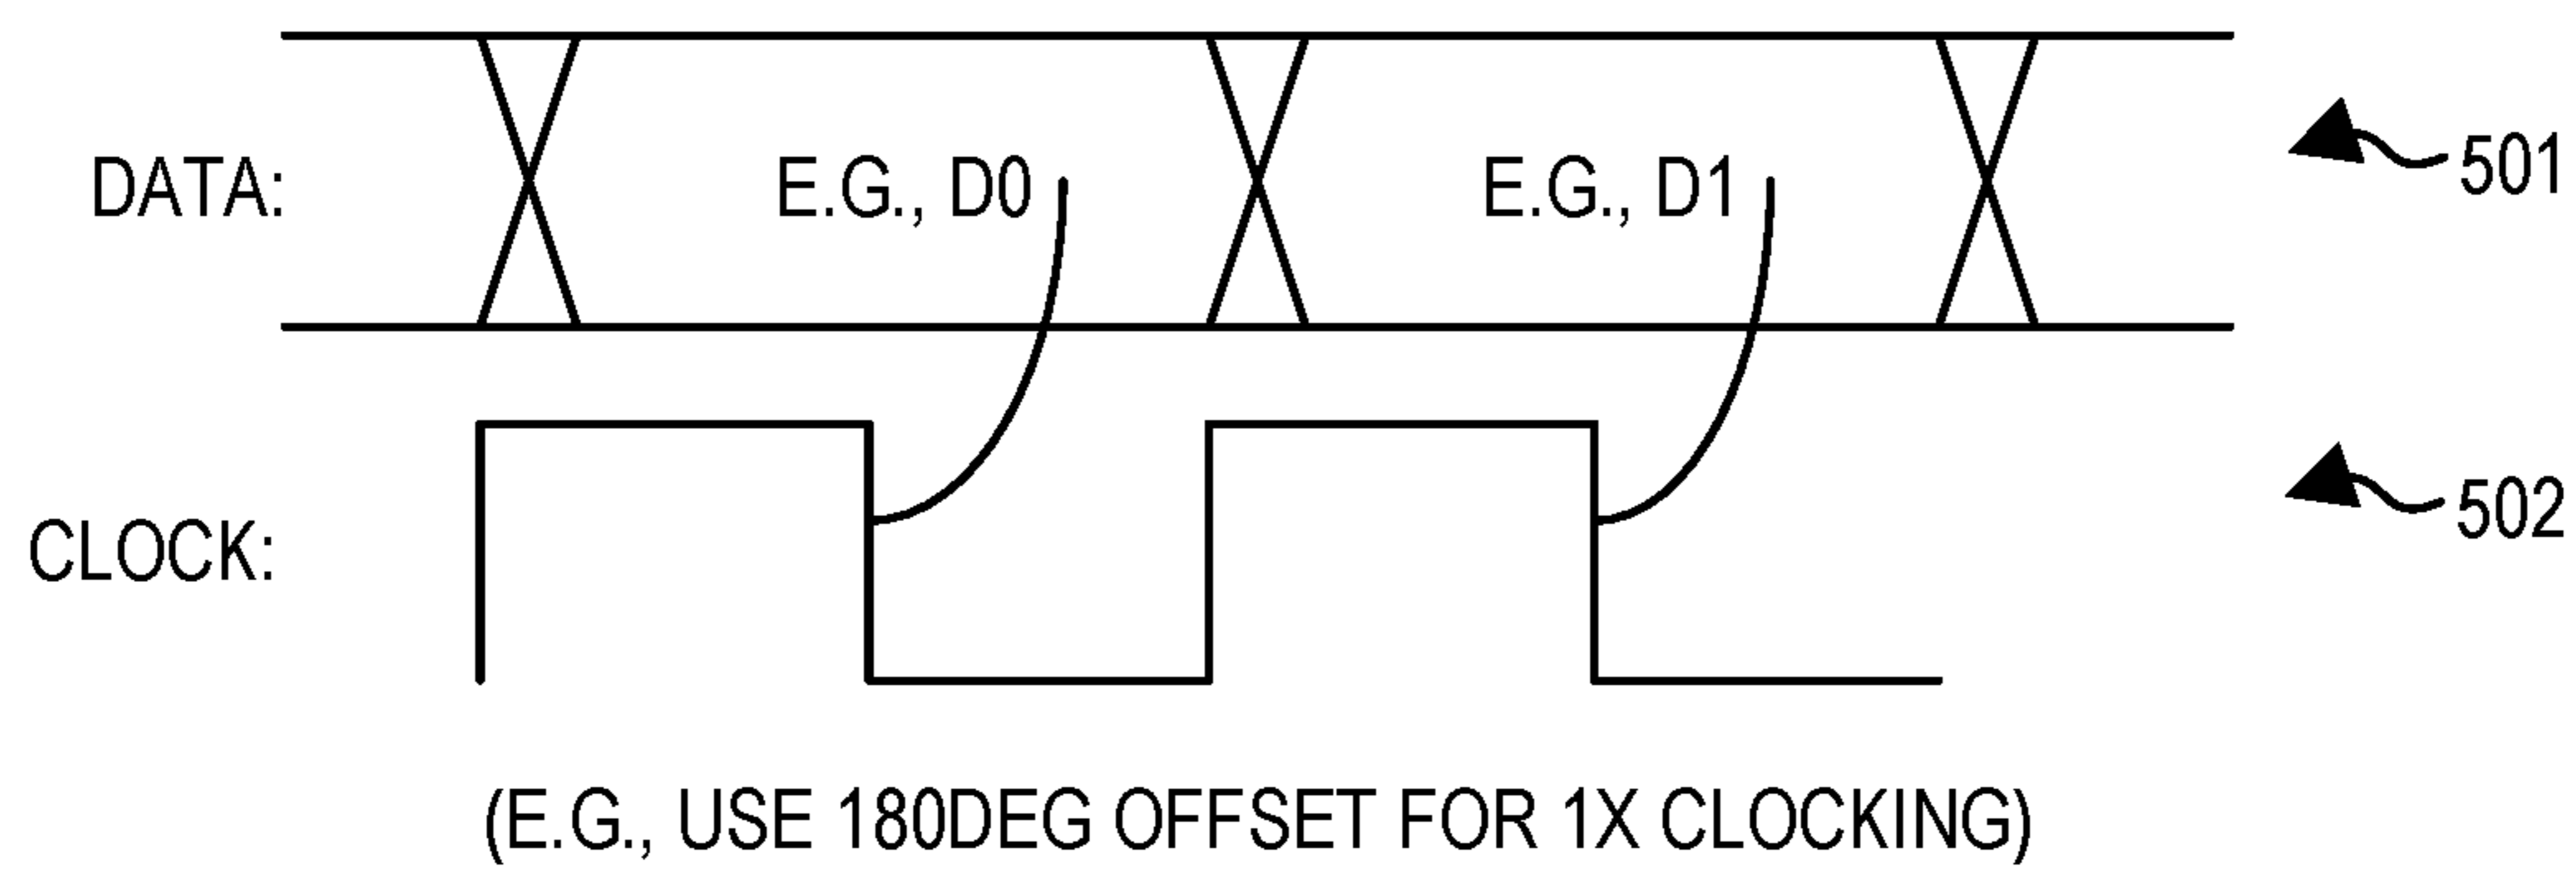 DATA:
E.G., D0
E.G., D1
501
CLOCK:
502
(E.G., USE 180DEG OFFSET FOR 1X CLOCKING)